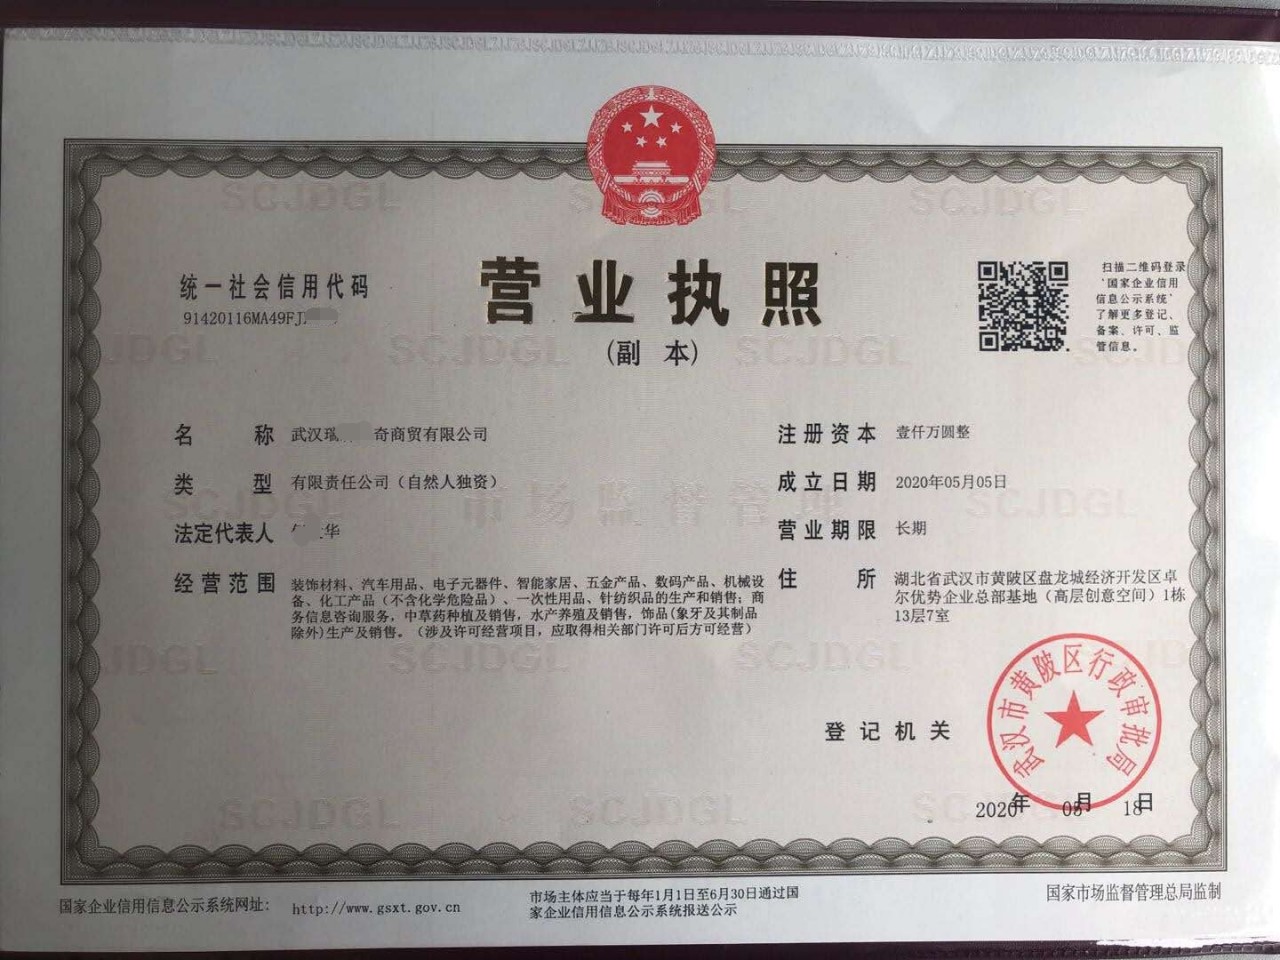 营业执照
(副 本)
统一社会信用代码
91420116MA49FJ
扫描二维码登录
'国家企业信用
信息公示系统'
了解更多登记、
备案、许可、监
管信息。
名 称 武汉瑞 奇商贸有限公司
类 型 有限责任公司（自然人独资）
法定代表人 华
经营范围 装饰材料、汽车用品、电子元器件、智能家居、五金产品、数码产品、机械设
备、化工产品（不含化学危险品）、一次性用品、针纺织品的生产和销售；商
务信息咨询服务，中草药种植及销售，水产养殖及销售，饰品(象牙及其制品
除外)生产及销售。（涉及许可经营项目，应取得相关部门许可后方可经营）
注册资本 壹仟万圆整
成立日期 2020年05月05日
营业期限 长期
住 所 湖北省武汉市黄陂区盘龙城经济开发区卓
尔优势企业总部基地（高层创意空间）1栋
13层7室
登记机关
武汉市黄陂区行政审批局
2020年 05月 18日
国家企业信用信息公示系统网址： http://www.gsxt.gov.cn
市场主体应当于每年1月1日至6月30日通过国
家企业信用信息公示系统报送公示
国家市场监督管理总局监制
SCJDGL
市场监督管理